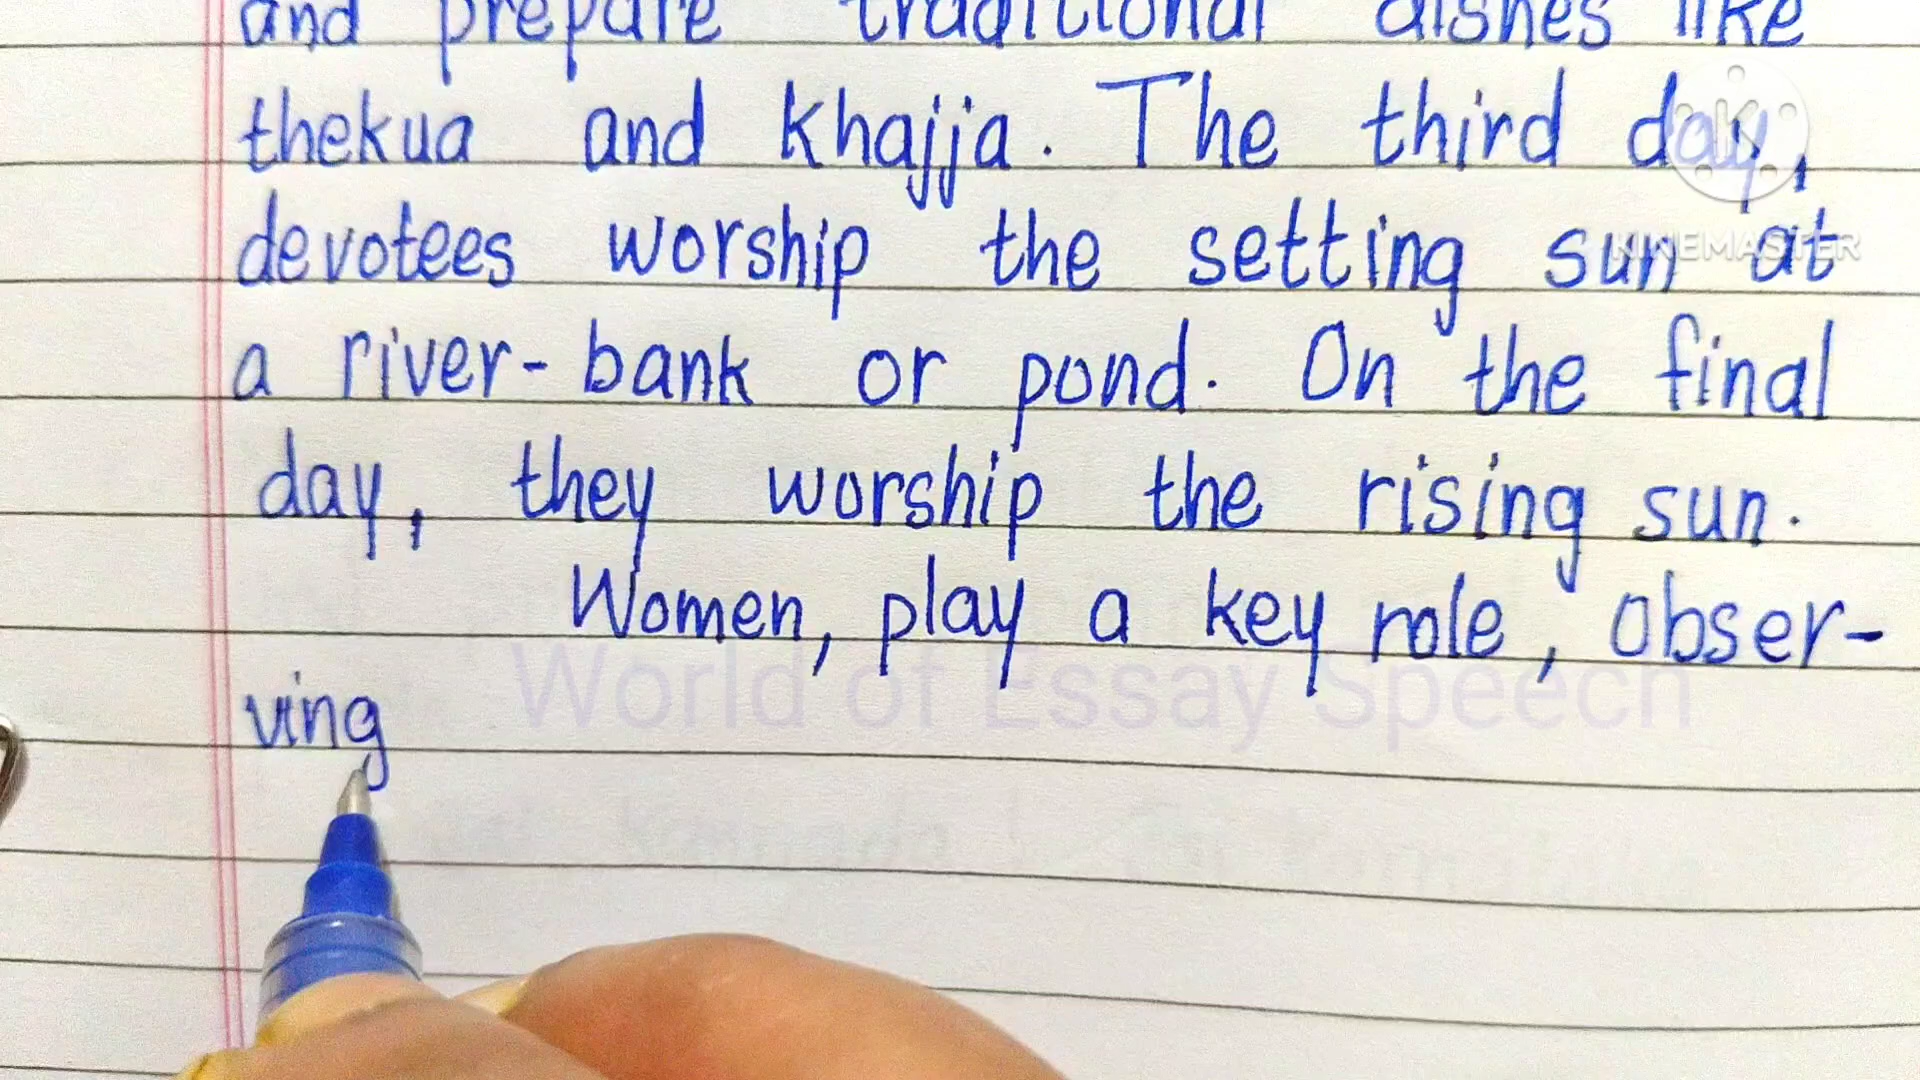 and prepare traditional dishes like
thekua and khajja. The third day,
devotees worship the setting sun at
KINEMASTER
a river-bank or pond. On the final
day, they worship the rising sun.
Women, play a key role, obser-
World of Essay Speech
ving